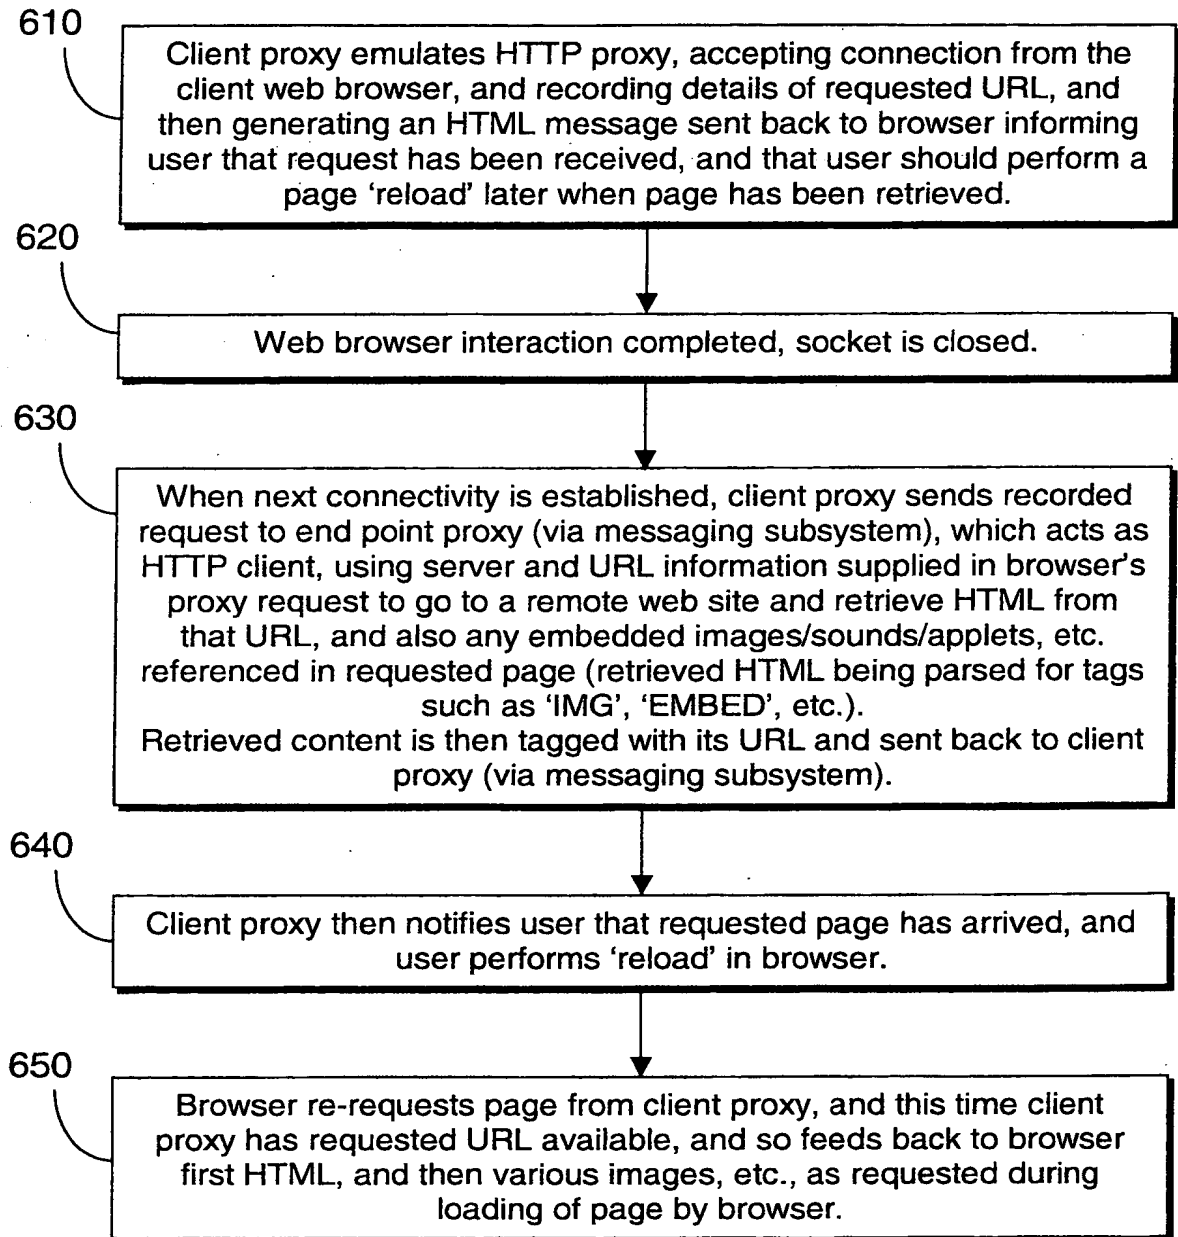 610
Client proxy emulates HTTP proxy, accepting connection from the
client web browser, and recording details of requested URL, and
then generating an HTML message sent back to browser informing
user that request has been received, and that user should perform a
page ‘reload’ later when page has been retrieved.
620
Web browser interaction completed, socket is closed.
630
When next connectivity is established, client proxy sends recorded
request to end point proxy (via messaging subsystem), which acts as
HTTP client, using server and URL information supplied in browser’s
proxy request to go to a remote web site and retrieve HTML from
that URL, and also any embedded images/sounds/applets, etc.
referenced in requested page (retrieved HTML being parsed for tags
such as ‘IMG’, ‘EMBED’, etc.).
Retrieved content is then tagged with its URL and sent back to client
proxy (via messaging subsystem).
640
Client proxy then notifies user that requested page has arrived, and
user performs ‘reload’ in browser.
650
Browser re-requests page from client proxy, and this time client
proxy has requested URL available, and so feeds back to browser
first HTML, and then various images, etc., as requested during
loading of page by browser.